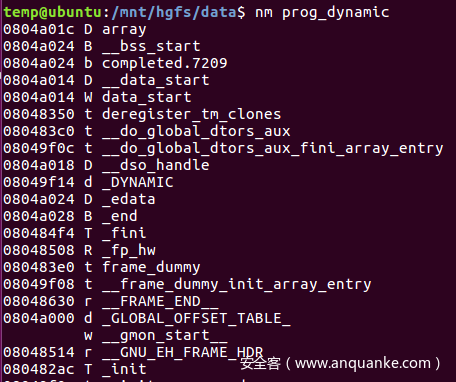 temp@ubuntu:/mnt/hgfs/data$ nm prog_dynamic
0804a01c D array
0804a024 B __bss_start
0804a024 b completed.7209
0804a014 D __data_start
0804a014 W data_start
08048350 t deregister_tm_clones
080483c0 t __do_global_dtors_aux
08049f0c t __do_global_dtors_aux_fini_array_entry
0804a018 D __dso_handle
08049f14 d _DYNAMIC
0804a024 D _edata
0804a028 B _end
080484f4 T _fini
08048508 R _fp_hw
080483e0 t frame_dummy
08049f08 t __frame_dummy_init_array_entry
08048630 r __FRAME_END__
0804a000 d _GLOBAL_OFFSET_TABLE_
w __gmon_start__
08048514 r __GNU_EH_FRAME_HDR
080482ac T _init
安全客（www.anquanke.com）